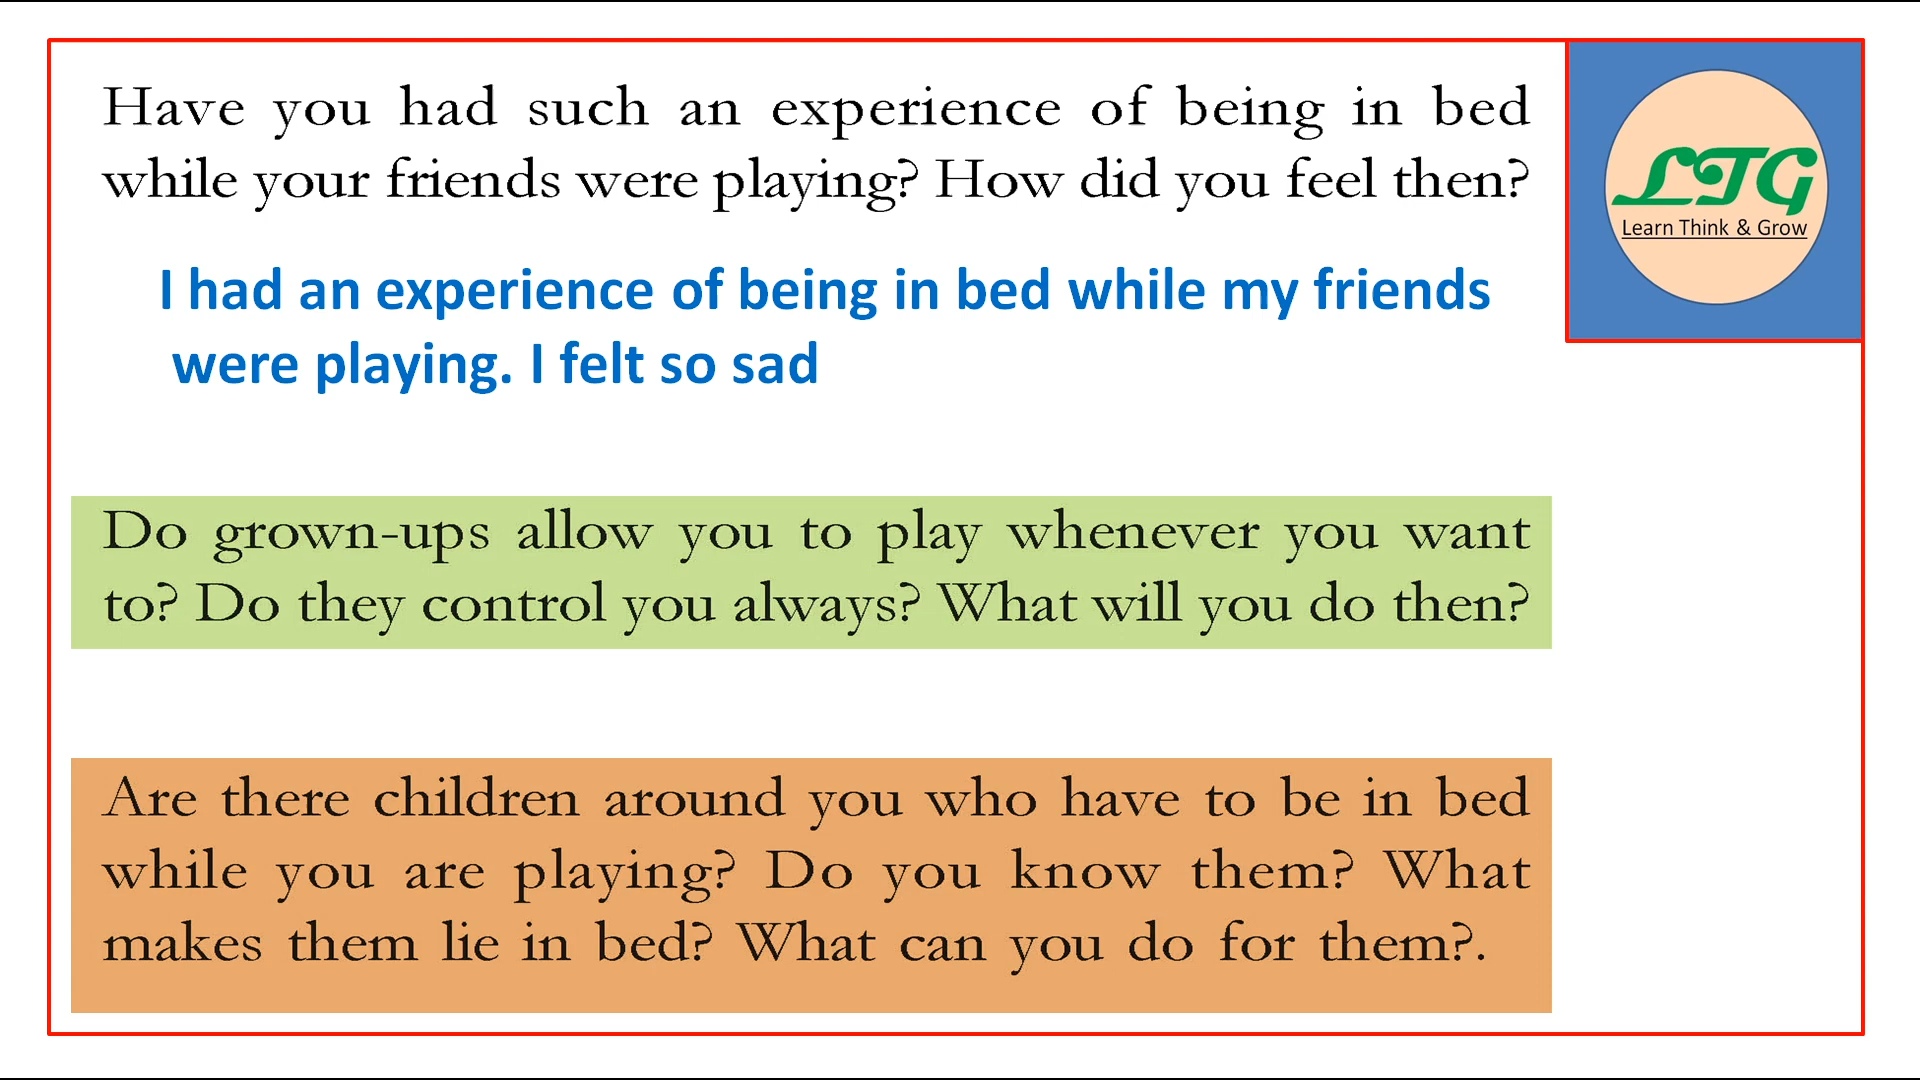 Have you had such an experience of being in bed
while your friends were playing? How did you feel then?
LTG
Learn Think & Grow
I had an experience of being in bed while my friends
were playing. I felt so sad
Do grown-ups allow you to play whenever you want
to? Do they control you always? What will you do then?
Are there children around you who have to be in bed
while you are playing? Do you know them? What
makes them lie in bed? What can you do for them?.